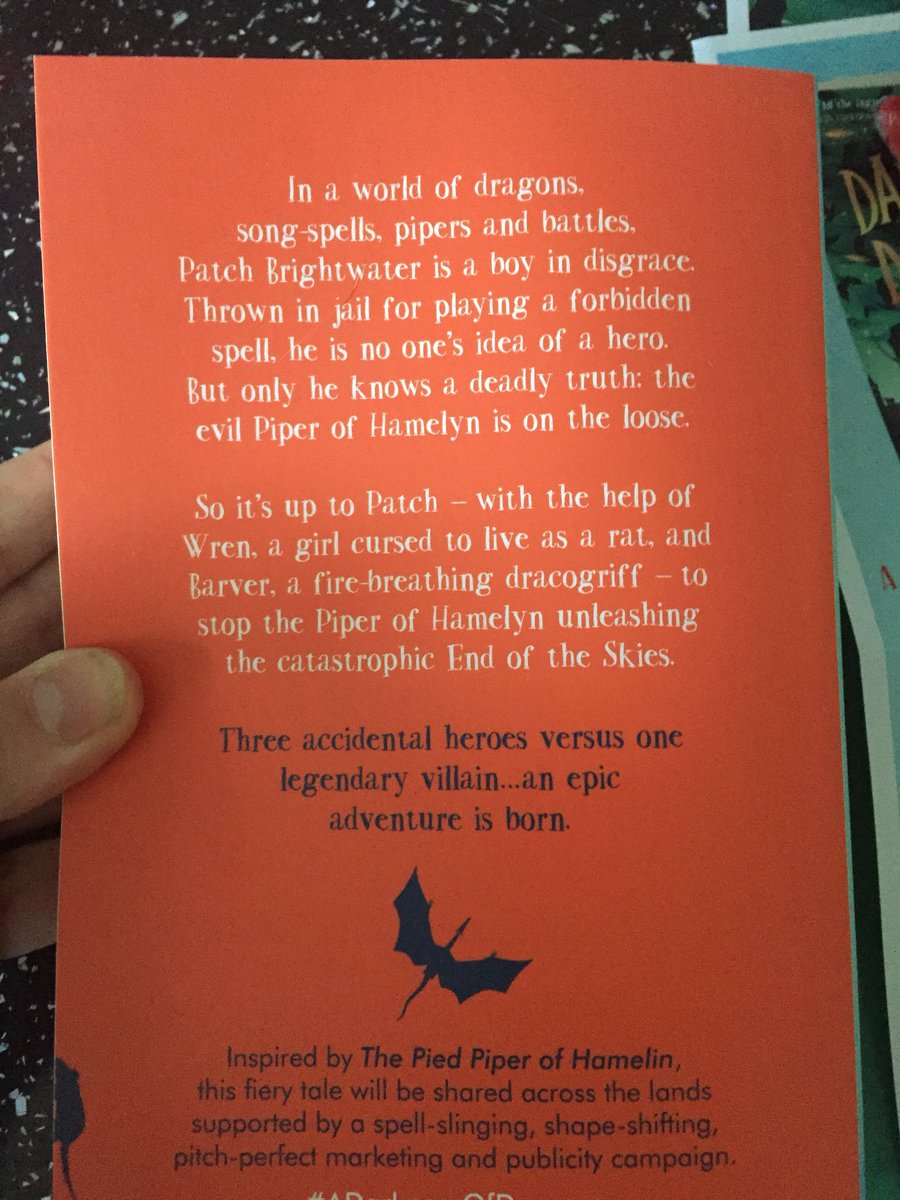 In a world of dragons,
song-spells, pipers and battles,
Patch Brightwater is a boy in disgrace.
Thrown in jail for playing a forbidden
spell, he is no one's idea of a hero.
But only he knows a deadly truth: the
evil Piper of Hamelyn is on the loose.
So it's up to Patch – with the help of
Wren, a girl cursed to live as a rat, and
Barver, a fire-breathing dracogriff – to
stop the Piper of Hamelyn unleashing
the catastrophic End of the Skies.
Three accidental heroes versus one
legendary villain...an epic
adventure is born.
Inspired by The Pied Piper of Hamelin,
this fiery tale will be shared across the lands
supported by a spell-slinging, shape-shifting,
pitch-perfect marketing and publicity campaign.
DA
D
A